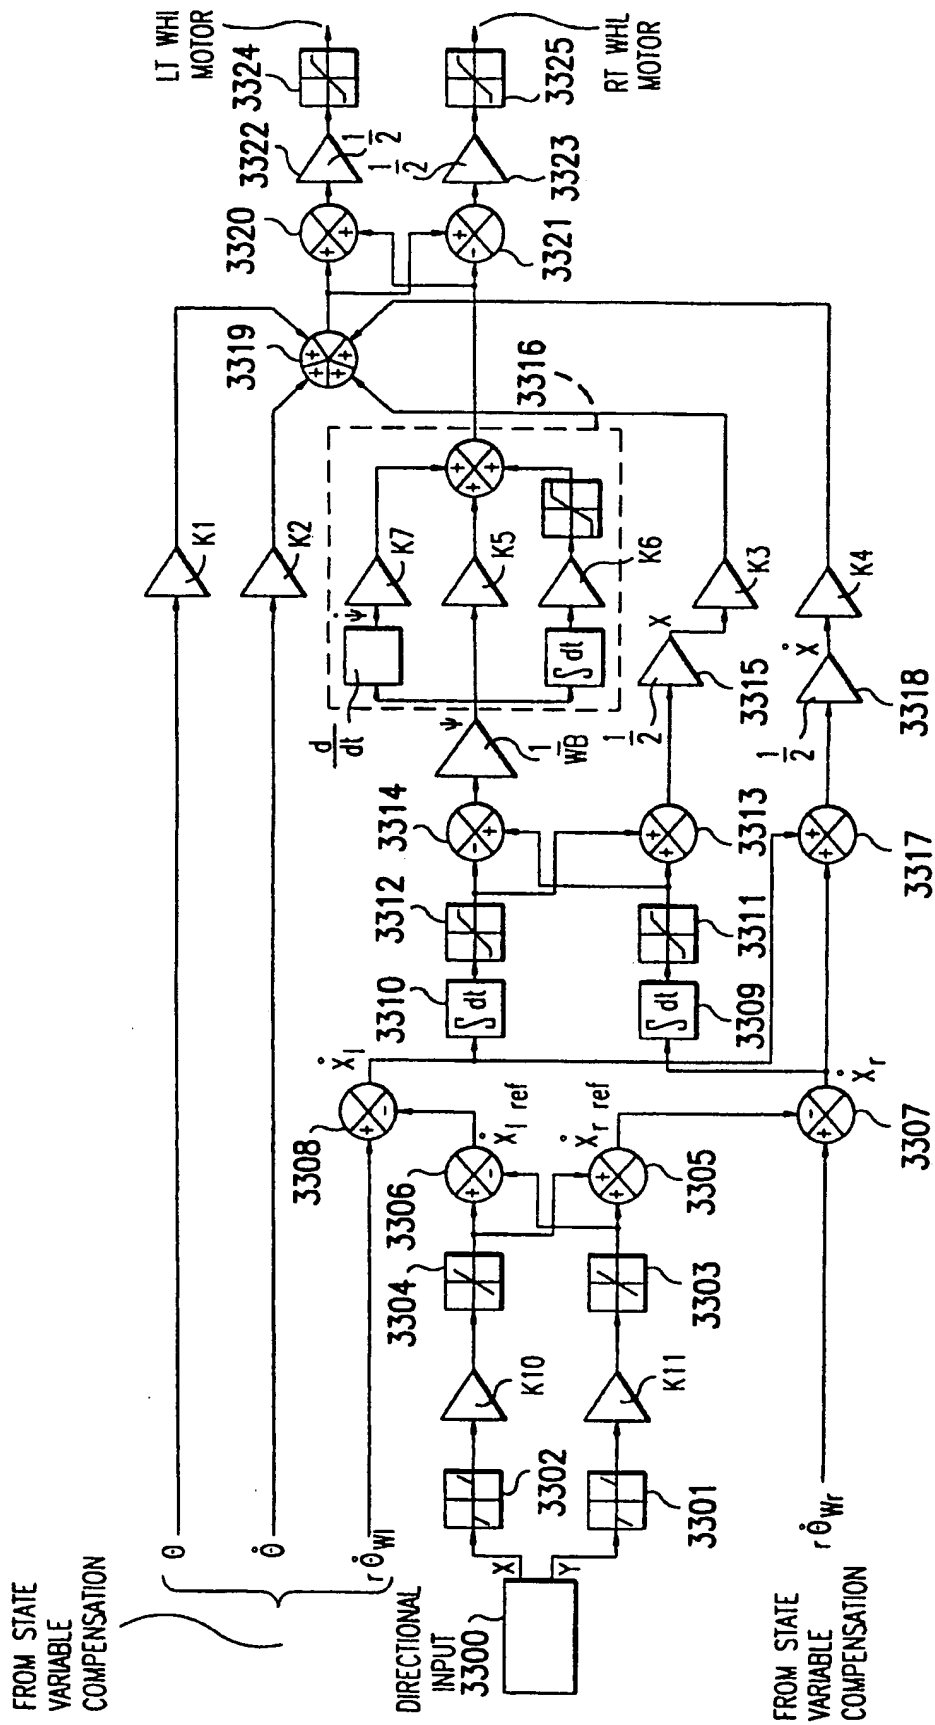 FROM STATE
VARIABLE
COMPENSATION
θ
θ̇
rθ̇Wl
DIRECTIONAL
INPUT
3300
X
Y
FROM STATE
VARIABLE
COMPENSATION
rθ̇Wr
3302
3301
K10
K11
3304
3303
3306
3305
Ẋl ref
Ẋr ref
3308
3307
Ẋl
Ẋr
3310
∫dt
3309
∫dt
3312
3311
3314
3313
3317
1/WB
ψ
1/2
3315
X
1/2
3318
Ẋ
d/dt
ψ̇
∫dt
K7
K5
K6
K1
K2
K3
K4
3316
3319
3320
3321
3322
1/2
1/2
3323
3324
3325
LT WHl
MOTOR
RT WHL
MOTOR